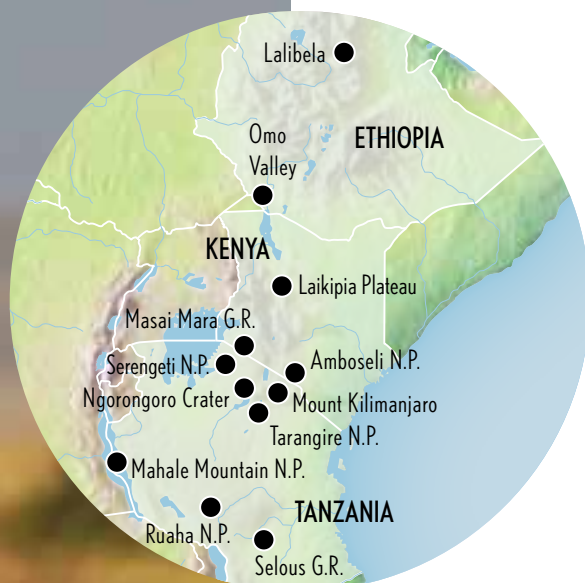 Lalibela
Omo
Valley
ETHIOPIA
KENYA
Laikipia Plateau
Masai Mara G.R.
Serengeti N.P.
Amboseli N.P.
Ngorongoro Crater
Mount Kilimanjaro
Tarangire N.P.
Mahale Mountain N.P.
Ruaha N.P.
TANZANIA
Selous G.R.